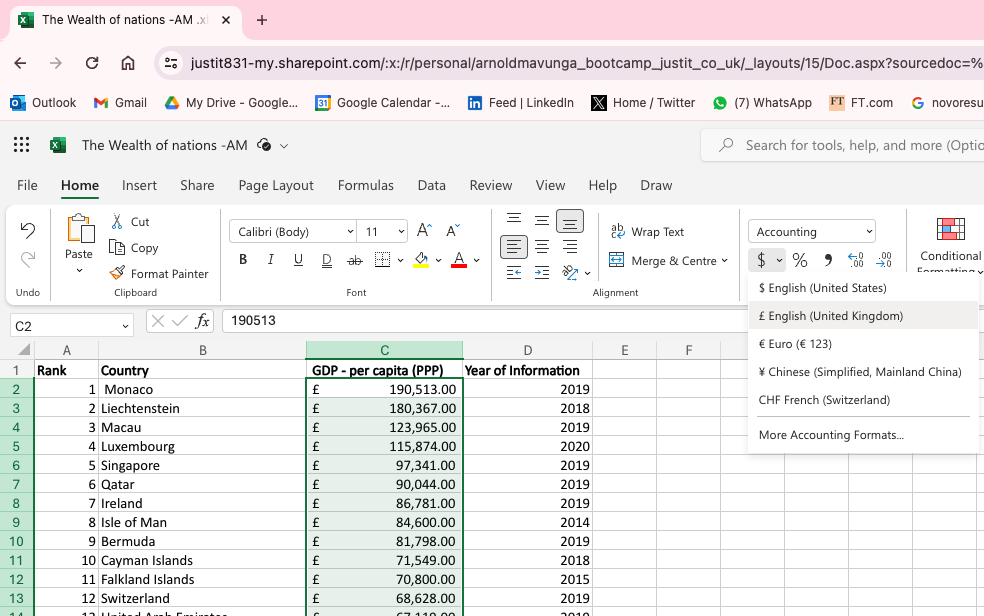 The Wealth of nations -AM .xl
justit831-my.sharepoint.com/:x:/r/personal/arnoldmavunga_bootcamp_justit_co_uk/_layouts/15/Doc.aspx?sourcedoc=%
Outlook Gmail My Drive - Google... 31 Google Calendar -... Feed | LinkedIn Home / Twitter (7) WhatsApp FT FT.com novoresu
The Wealth of nations -AM Search for tools, help, and more (Optio
File Home Insert Share Page Layout Formulas Data Review View Help Draw
Paste Cut Calibri (Body) 11 A A Wrap Text Accounting
Copy B I U D ab A Merge & Centre $ % Conditional
Format Painter Formatting
Undo Clipboard Font Alignment
$ English (United States)
£ English (United Kingdom)
€ Euro (€ 123)
¥ Chinese (Simplified, Mainland China)
CHF French (Switzerland)
More Accounting Formats...
C2 fx 190513
A B C D E F
1 Rank Country GDP - per capita (PPP) Year of Information
2 1 Monaco £ 190,513.00 2019
3 2 Liechtenstein £ 180,367.00 2018
4 3 Macau £ 123,965.00 2019
5 4 Luxembourg £ 115,874.00 2020
6 5 Singapore £ 97,341.00 2019
7 6 Qatar £ 90,044.00 2019
8 7 Ireland £ 86,781.00 2019
9 8 Isle of Man £ 84,600.00 2014
10 9 Bermuda £ 81,798.00 2019
11 10 Cayman Islands £ 71,549.00 2018
12 11 Falkland Islands £ 70,800.00 2015
13 12 Switzerland £ 68,628.00 2019
14 13 United Arab Emirates £ 67,119.00 2019